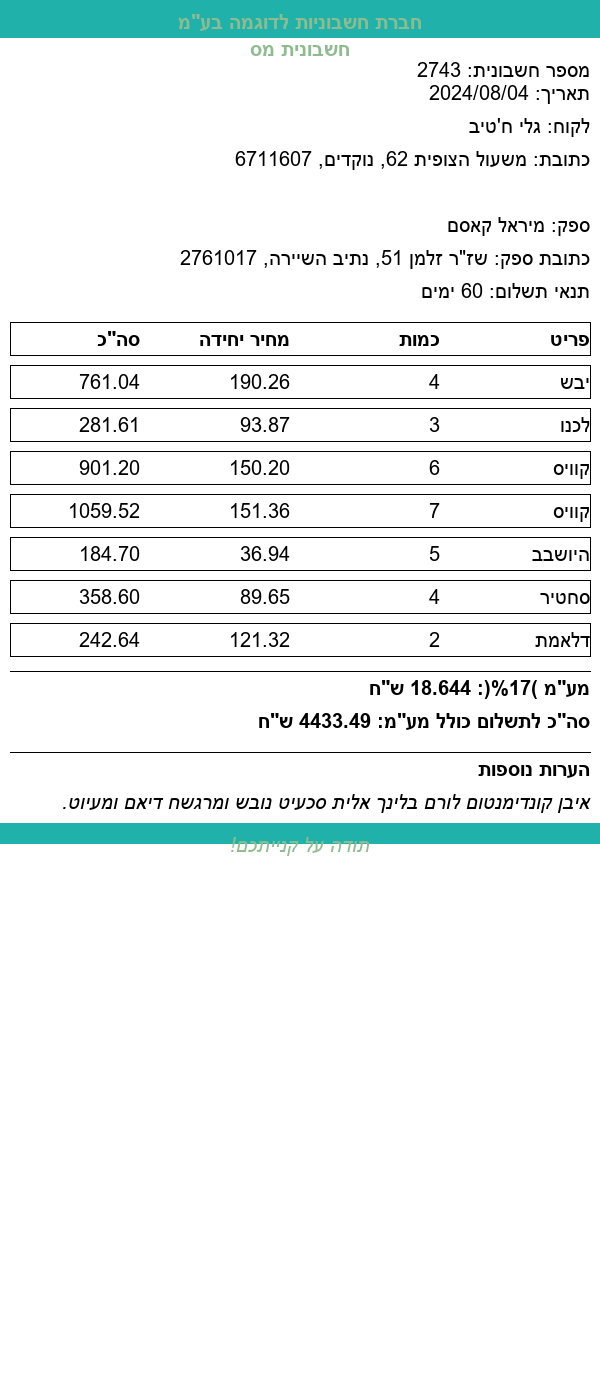 חברת חשבוניות לדוגמה בע"מ
חשבונית מס
מספר חשבונית: 2743
תאריך: 2024/08/04
לקוח: גלי ח'טיב
כתובת: משעול הצופית 62, נוקדים, 6711607
ספק: מיראל קאסם
כתובת ספק: שז"ר זלמן 51, נתיב השיירה, 2761017
תנאי תשלום: 60 ימים
פריט כמות מחיר יחידה סה"כ
יבש 4 190.26 761.04
לכנו 3 93.87 281.61
קוויס 6 150.20 901.20
קוויס 7 151.36 1059.52
היושבב 5 36.94 184.70
סחטיר 4 89.65 358.60
דלאמת 2 121.32 242.64
מע"מ )17%(: 18.644 ש"ח
סה"כ לתשלום כולל מע"מ: 4433.49 ש"ח
הערות נוספות
איבן קונדימנטום לורם בלינך אלית סכעיט נובש ומרגשח דיאם ומעיוט.
תודה על קנייתכם!